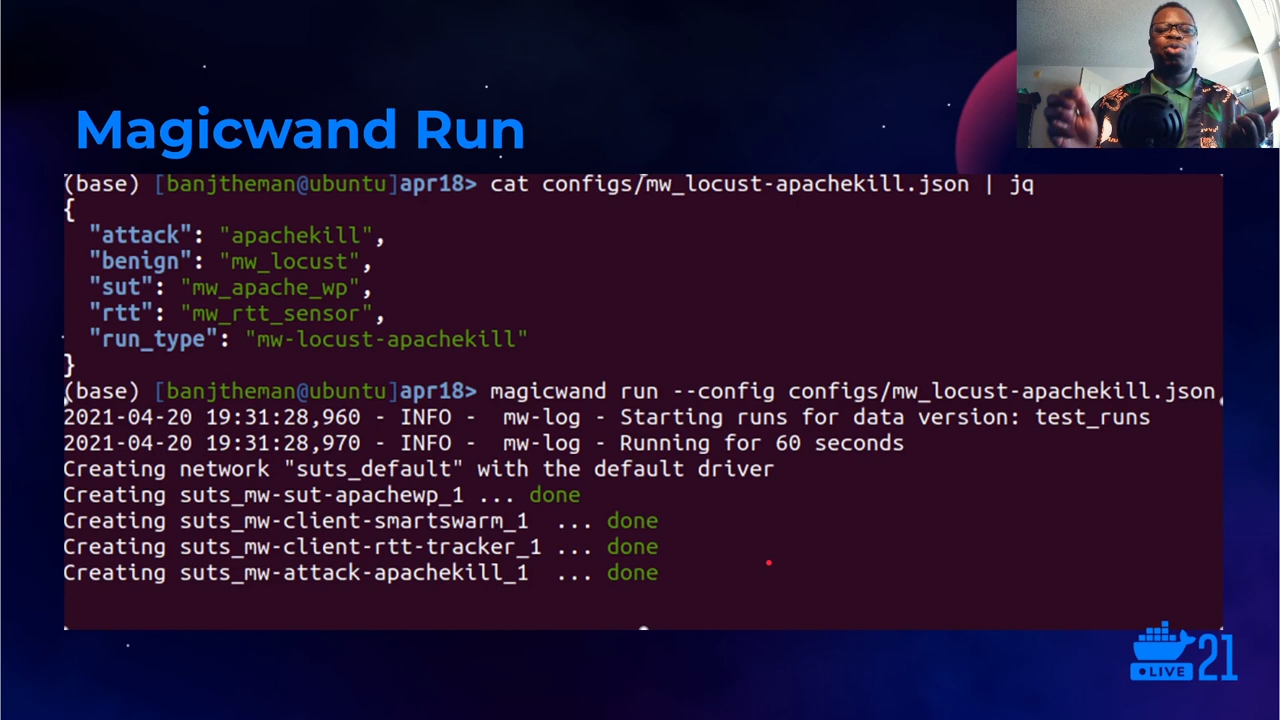 Magicwand Run
(base) [banjtheman@ubuntu]apr18> cat configs/mw_locust-apachekill.json | jq
{
  "attack": "apachekill",
  "benign": "mw_locust",
  "sut": "mw_apache_wp",
  "rtt": "mw_rtt_sensor",
  "run_type": "mw-locust-apachekill"
}
(base) [banjtheman@ubuntu]apr18> magicwand run --config configs/mw_locust-apachekill.json
2021-04-20 19:31:28,960 - INFO -  mw-log - Starting runs for data version: test_runs
2021-04-20 19:31:28,970 - INFO -  mw-log - Running for 60 seconds
Creating network "suts_default" with the default driver
Creating suts_mw-sut-apachewp_1 ... done
Creating suts_mw-client-smartswarm_1  ... done
Creating suts_mw-client-rtt-tracker_1 ... done
Creating suts_mw-attack-apachekill_1  ... done
LIVE 21